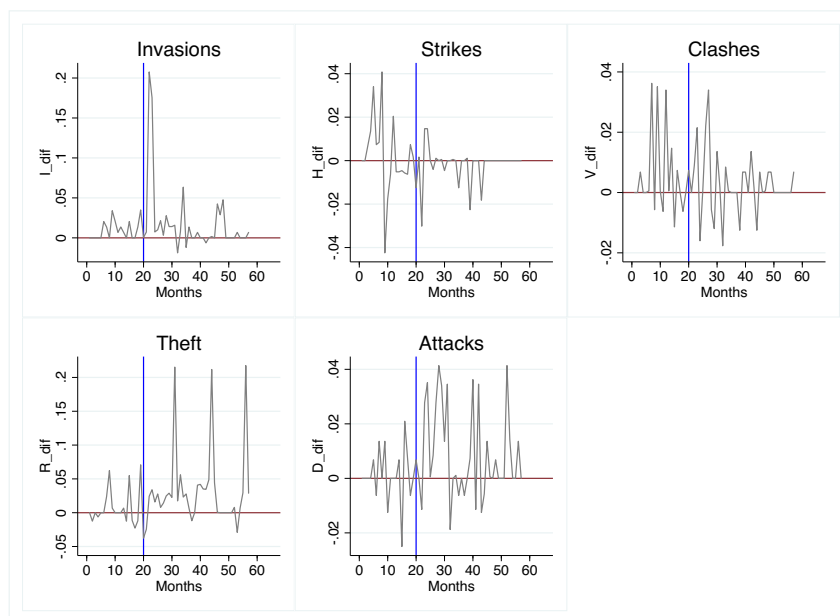 Invasions
I_dif
0 .05 .1 .15 .2
0 10 20 30 40 50 60
Months
Strikes
H_dif
-.04 -.02 0 .02 .04
0 10 20 30 40 50 60
Months
Clashes
V_dif
-.02 0 .02 .04
0 10 20 30 40 50 60
Months
Theft
R_dif
-.05 0 .05 .1 .15 .2
0 10 20 30 40 50 60
Months
Attacks
D_dif
-.02 0 .02 .04
0 10 20 30 40 50 60
Months